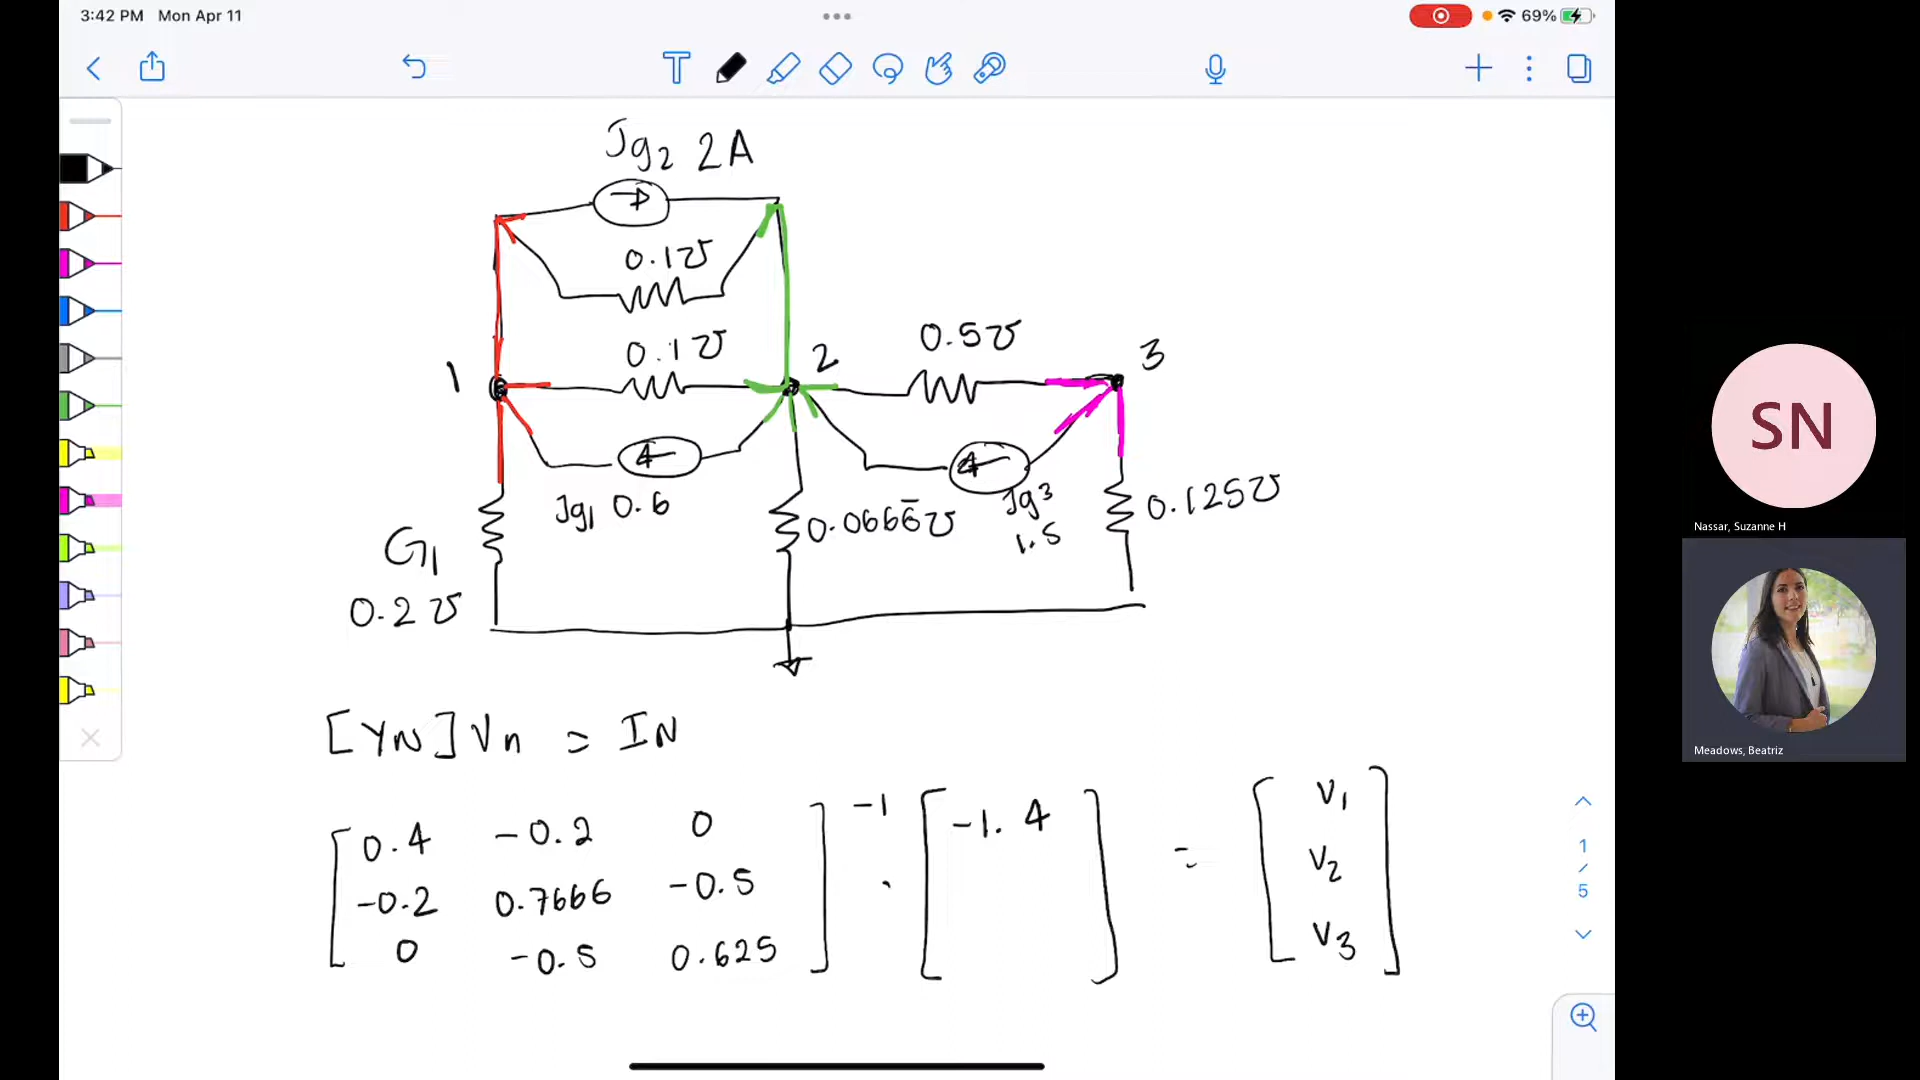 3:42 PM Mon Apr 11
69%
Jg2 2A
0.1℧
0.1℧
0.5℧
1
2
3
Jg1 0.6
0.066̅6̅℧
Jg3
1.5
0.125℧
G1
0.2℧
[YN]Vn = IN
0.4 -0.2 0
-0.2 0.7666 -0.5
0 -0.5 0.625
-1
·
-1.4
=
V1
V2
V3
1
/
5
SN
Nassar, Suzanne H
Meadows, Beatriz